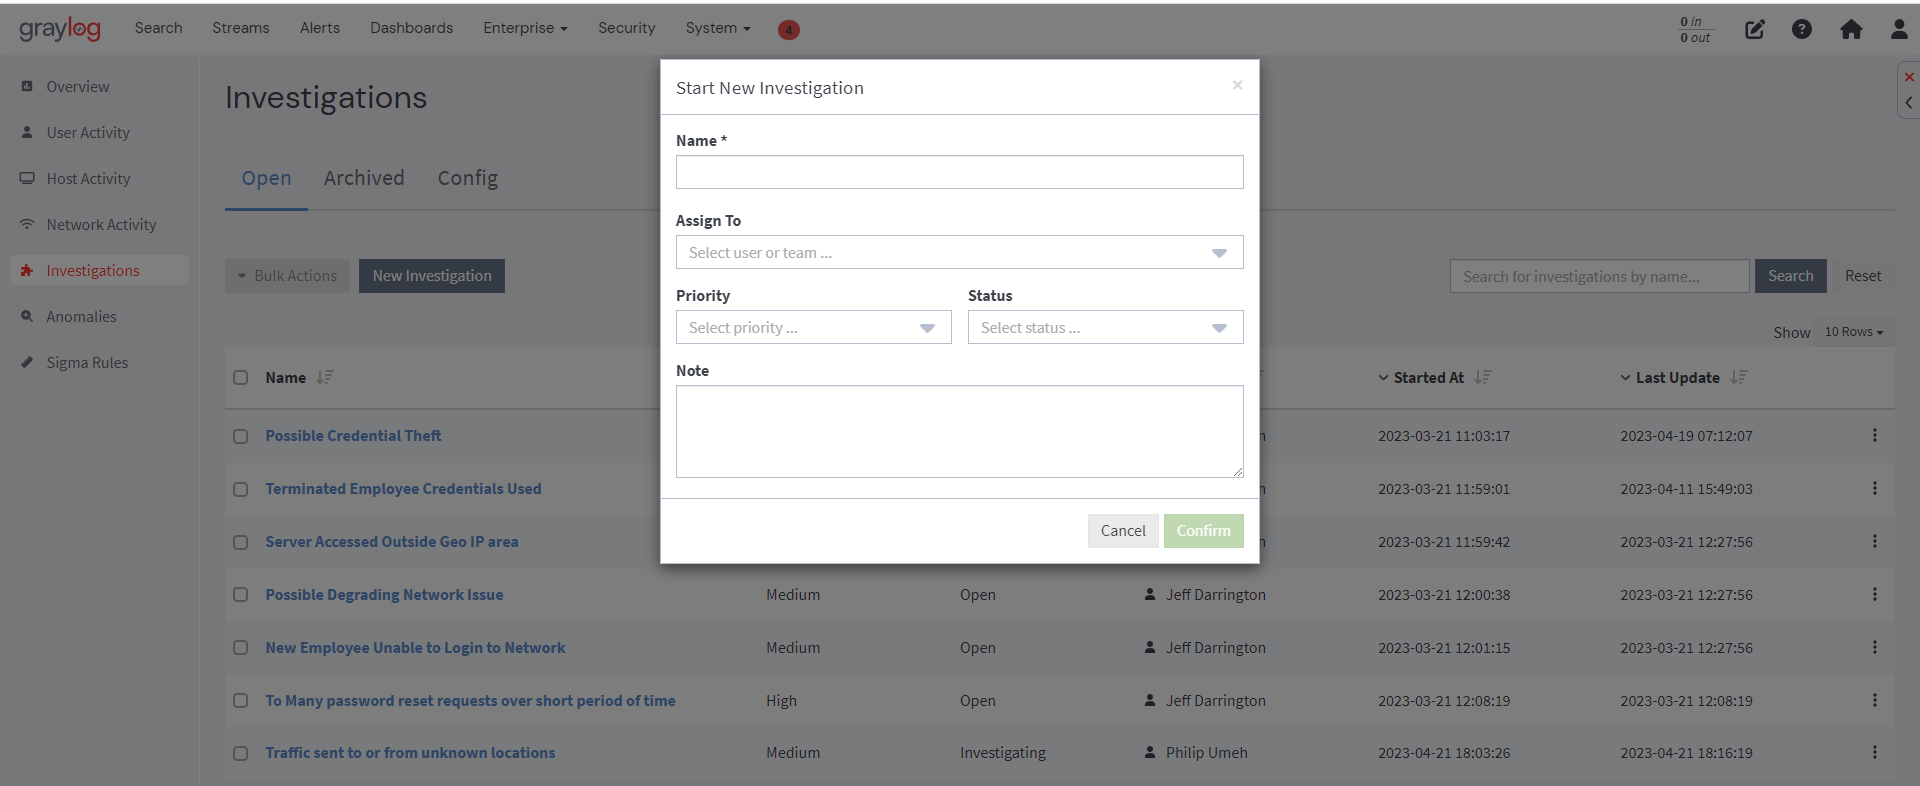 graylog Search Streams Alerts Dashboards Enterprise Security System 4 0 in
0 out
Overview
User Activity
Host Activity
Network Activity
Investigations
Anomalies
Sigma Rules
Investigations
Open Archived Config
Bulk Actions New Investigation Search for investigations by name... Search Reset
Show 10 Rows
Name Started At Last Update
Possible Credential Theft 2023-03-21 11:03:17 2023-04-19 07:12:07
Terminated Employee Credentials Used 2023-03-21 11:59:01 2023-04-11 15:49:03
Server Accessed Outside Geo IP area 2023-03-21 11:59:42 2023-03-21 12:27:56
Possible Degrading Network Issue Medium Open Jeff Darrington 2023-03-21 12:00:38 2023-03-21 12:27:56
New Employee Unable to Login to Network Medium Open Jeff Darrington 2023-03-21 12:01:15 2023-03-21 12:27:56
To Many password reset requests over short period of time High Open Jeff Darrington 2023-03-21 12:08:19 2023-03-21 12:08:19
Traffic sent to or from unknown locations Medium Investigating Philip Umeh 2023-04-21 18:03:26 2023-04-21 18:16:19
Start New Investigation ×
Name *
Assign To
Select user or team ...
Priority Status
Select priority ... Select status ...
Note
Cancel Confirm